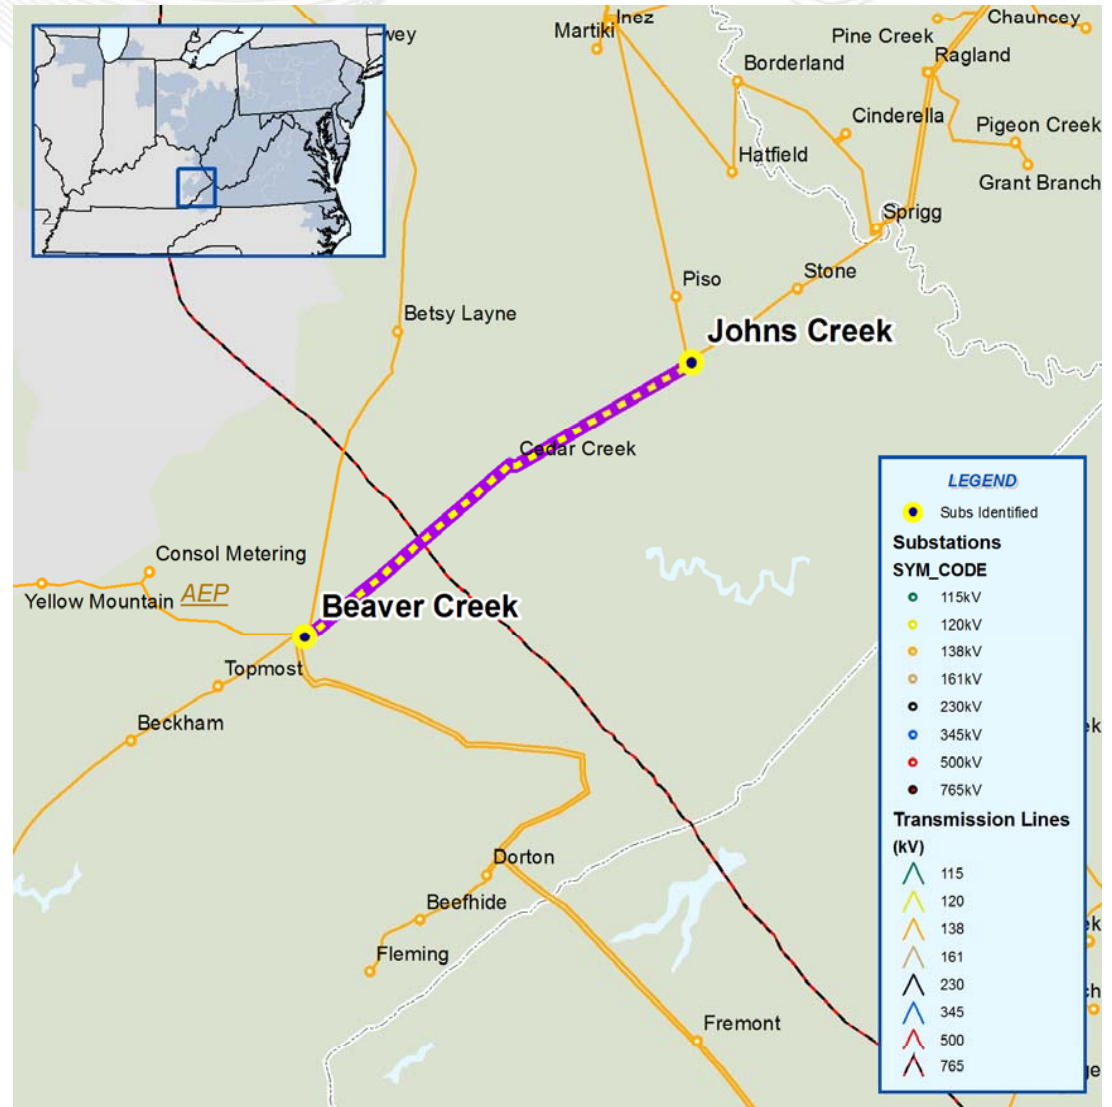 Inez
Chauncey
Martiki
vey
Pine Creek
Ragland
Borderland
Cinderella
Pigeon Creek
Hatfield
Grant Branch
Sprigg
Stone
Piso
Betsy Layne
Johns Creek
Cedar Creek
Consol Metering
AEP
Yellow Mountain
Beaver Creek
Topmost
Beckham
Dorton
Beefhide
Fleming
Fremont
LEGEND
Subs Identified
Substations
SYM_CODE
115kV
120kV
138kV
161kV
230kV
345kV
500kV
765kV
Transmission Lines
(kV)
115
120
138
161
230
345
500
765